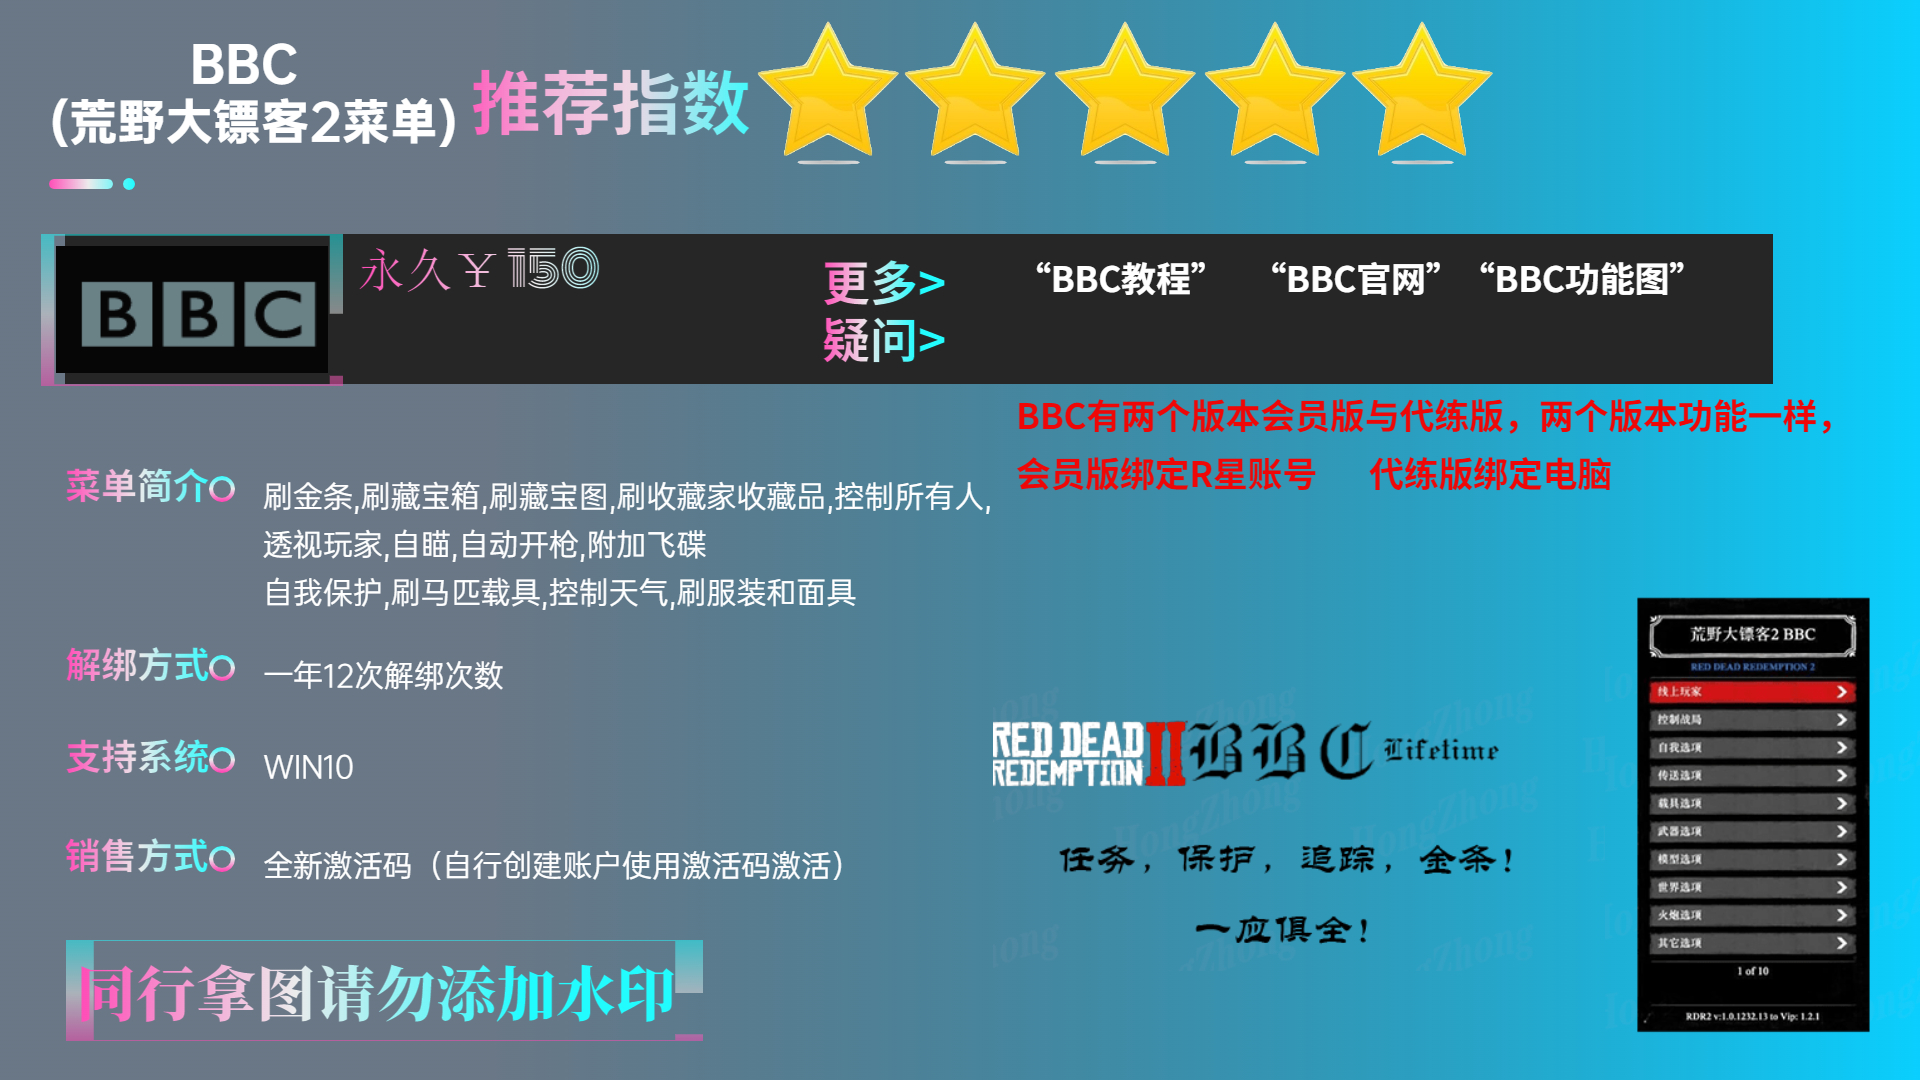 BBC
(荒野大镖客2菜单)
推荐指数
BBC
永久￥150
更多>
疑问>
“BBC教程” “BBC官网” “BBC功能图”
BBC有两个版本会员版与代练版，两个版本功能一样，
会员版绑定R星账号 代练版绑定电脑
菜单简介
刷金条,刷藏宝箱,刷藏宝图,刷收藏家收藏品,控制所有人,
透视玩家,自瞄,自动开枪,附加飞碟
自我保护,刷马匹载具,控制天气,刷服装和面具
解绑方式
一年12次解绑次数
支持系统
WIN10
销售方式
全新激活码（自行创建账户使用激活码激活）
同行拿图请勿添加水印
RED DEAD
REDEMPTION II
BBC Lifetime
任务，保护，追踪，金条！
一应俱全！
HongZhong
荒野大镖客2 BBC
RED DEAD REDEMPTION 2
线上玩家
控制战局
自我选项
传送选项
载具选项
武器选项
模型选项
世界选项
火炮选项
其它选项
1 of 10
RDR2 v:1.0.1232.13 to Vip: 1.2.1